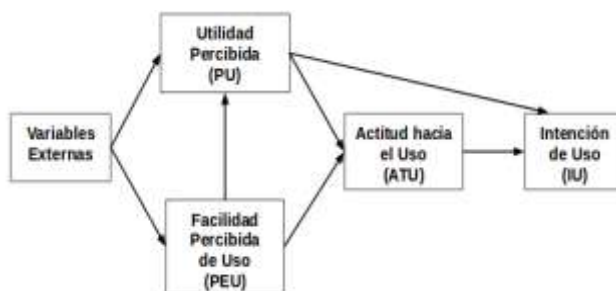 Utilidad
Percibida
(PU)
Variables
Externas
Actitud hacia
el Uso
(ATU)
Intención
de Uso
(IU)
Facilidad
Percibida
de Uso
(PEU)